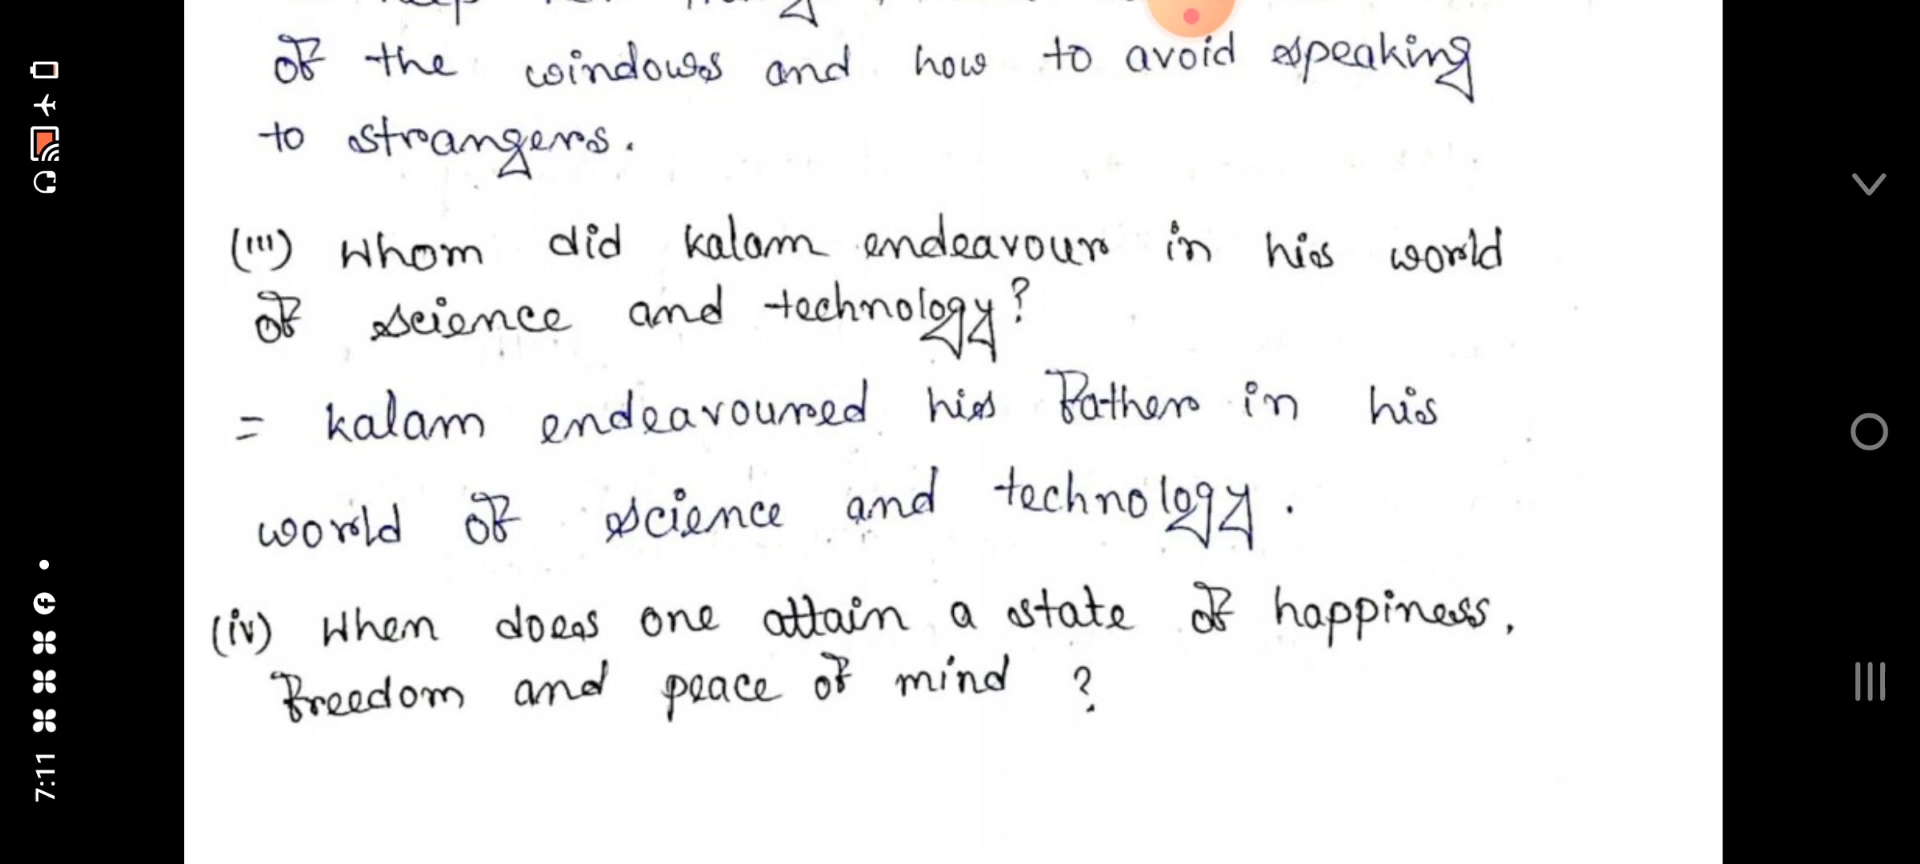 of the windows and how to avoid speaking
to strangers.
(iii) Whom did kalam endeavour in his world
of science and technology?
= kalam endeavoured his Father in his
world of science and technology.
(iv) When does one attain a state of happiness,
freedom and peace of mind ?
7:11